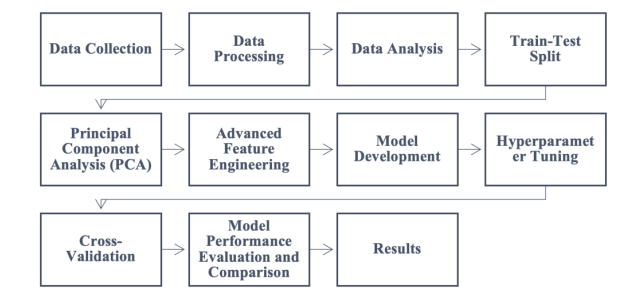 Data Collection
Data
Processing
Data Analysis
Train-Test
Split
Principal
Component
Analysis (PCA)
Advanced
Feature
Engineering
Model
Development
Hyperparamet
er Tuning
Cross-
Validation
Model
Performance
Evaluation and
Comparison
Results